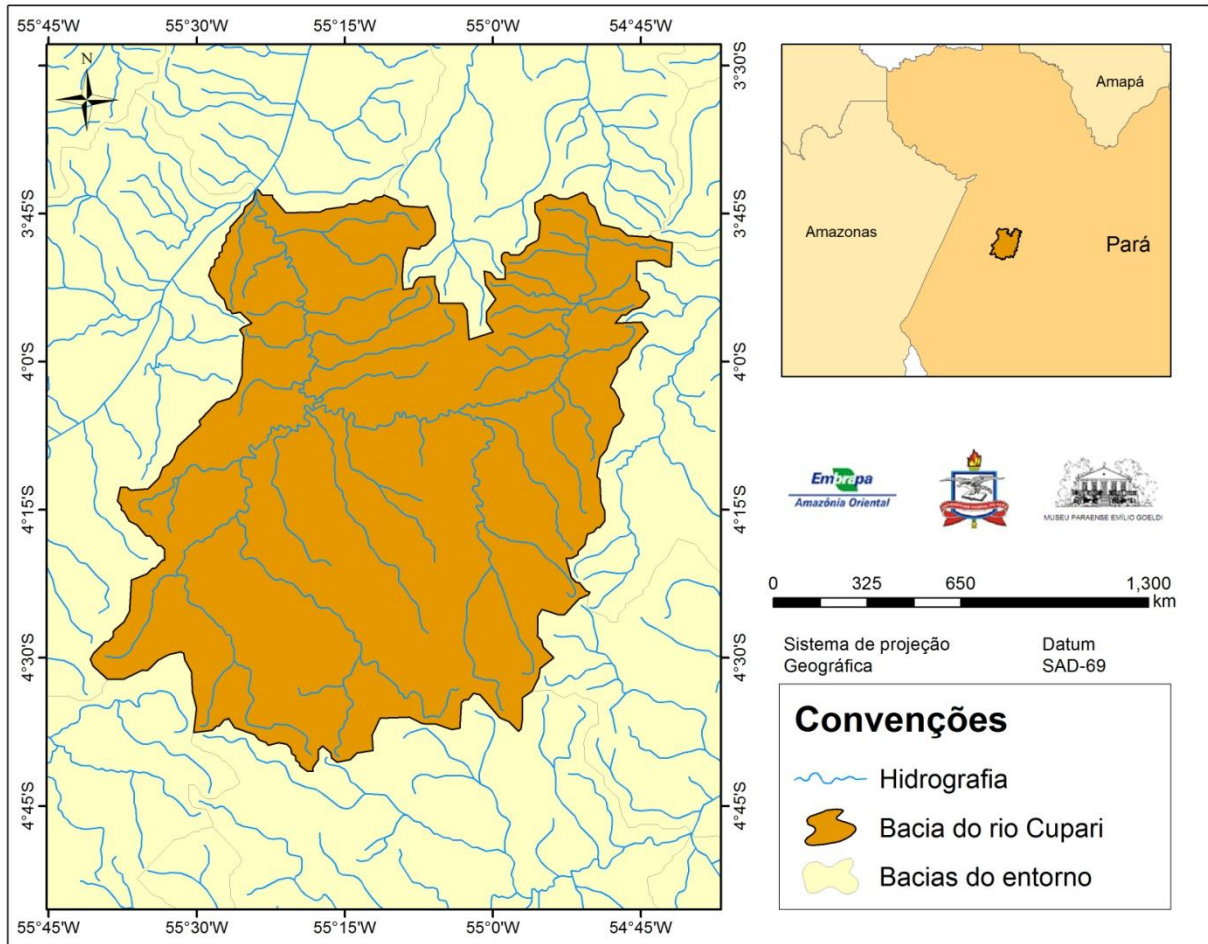 55°45'W
55°30'W
55°15'W
55°0'W
54°45'W
3°30'S
3°45'S
3°45'S
4°0'S
4°0'S
4°15'S
4°15'S
4°30'S
4°30'S
4°45'S
4°45'S
55°45'W
55°30'W
55°15'W
55°0'W
54°45'W
N
Amapá
Amazonas
Pará
Embrapa
Amazônia Oriental
MUSEU PARAENSE EMÍLIO GOELDI
0 325 650 1,300
km
Sistema de projeção
Geográfica
Datum
SAD-69
Convenções
Hidrografia
Bacia do rio Cupari
Bacias do entorno